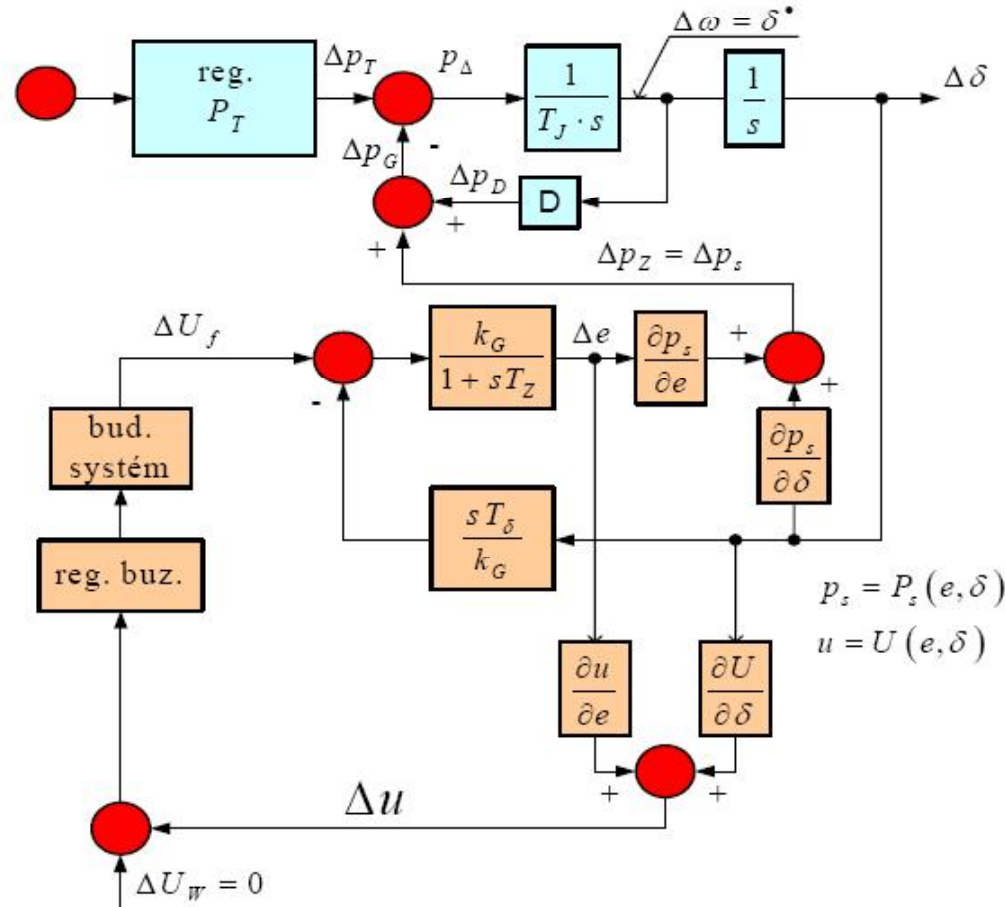 Δω = δ•
reg.
P_T
Δp_T
p_Δ
-
1
T_J · s
1
s
Δδ
Δp_G
Δp_D
D
+
+
Δp_Z = Δp_s
ΔU_f
k_G
1 + sT_Z
Δe
∂p_s
∂e
+
+
-
bud.
systém
∂p_s
∂δ
sT_δ
k_G
reg. buz.
p_s = P_s(e,δ)
u = U(e,δ)
∂u
∂e
∂U
∂δ
+
+
Δu
ΔU_W = 0